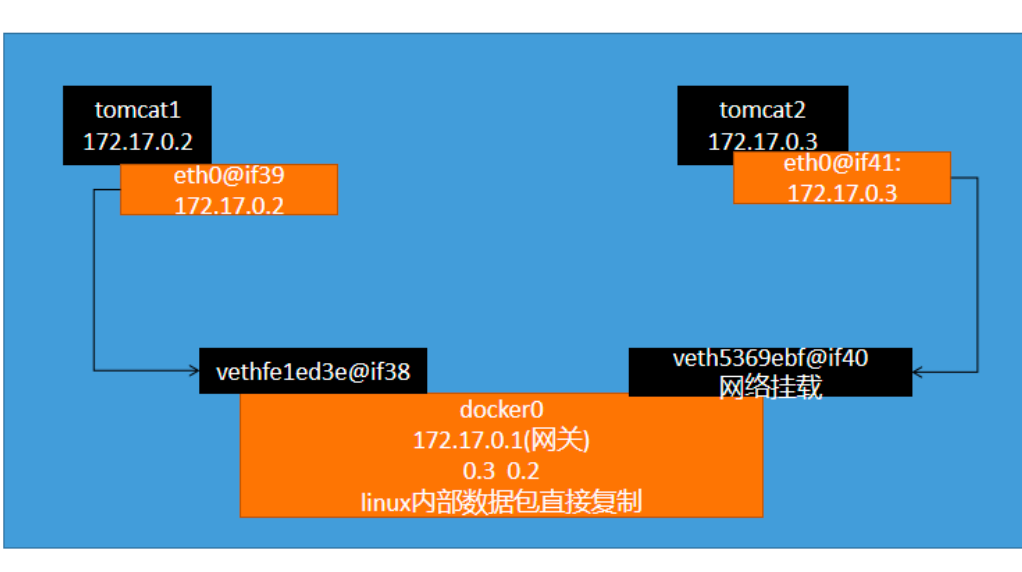 tomcat1
172.17.0.2
eth0@if39
172.17.0.2
tomcat2
172.17.0.3
eth0@if41:
172.17.0.3
vethfe1ed3e@if38
veth5369ebf@if40
网络挂载
docker0
172.17.0.1(网关)
0.3 0.2
linux内部数据包直接复制